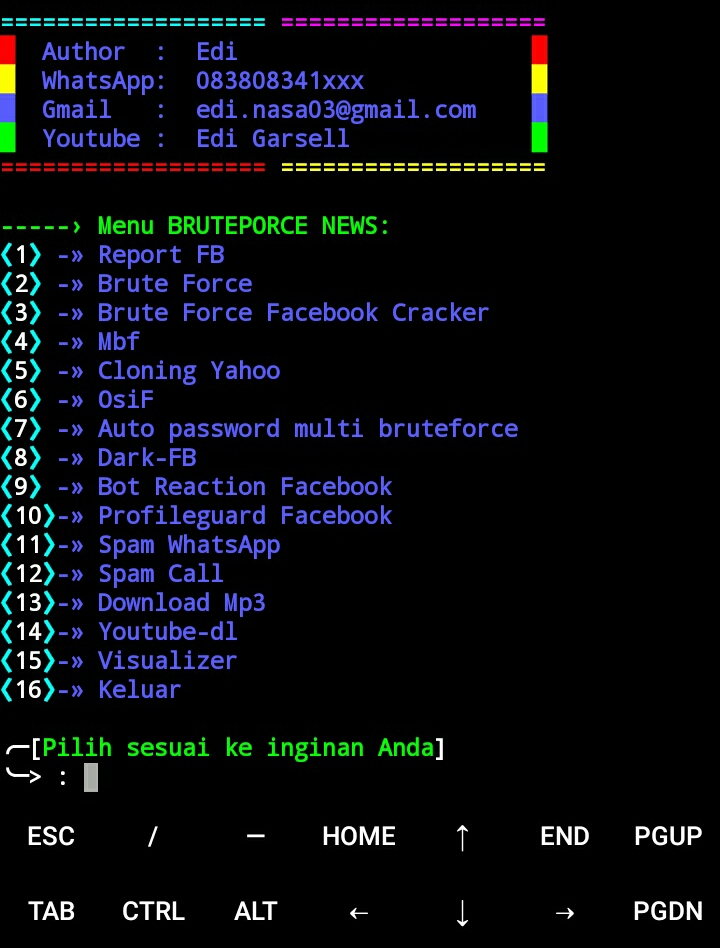 =================== ===================
Author : Edi
WhatsApp: 083808341xxx
Gmail : edi.nasa03@gmail.com
Youtube : Edi Garsell
=================== ===================
-----› Menu BRUTEPORCE NEWS:
❬1❭ -» Report FB
❬2❭ -» Brute Force
❬3❭ -» Brute Force Facebook Cracker
❬4❭ -» Mbf
❬5❭ -» Cloning Yahoo
❬6❭ -» OsiF
❬7❭ -» Auto password multi bruteforce
❬8❭ -» Dark-FB
❬9❭ -» Bot Reaction Facebook
❬10❭-» Profileguard Facebook
❬11❭-» Spam WhatsApp
❬12❭-» Spam Call
❬13❭-» Download Mp3
❬14❭-» Youtube-dl
❬15❭-» Visualizer
❬16❭-» Keluar
╭─[Pilih sesuai ke inginan Anda]
╰─> :
ESC / — HOME ↑ END PGUP
TAB CTRL ALT ← ↓ → PGDN